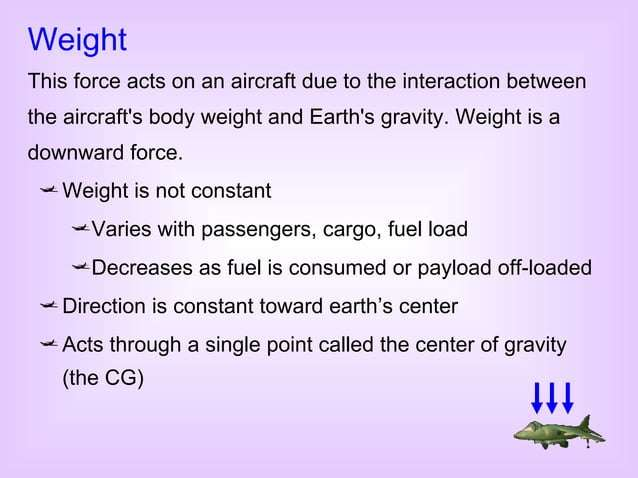 Weight
This force acts on an aircraft due to the interaction between
the aircraft's body weight and Earth's gravity. Weight is a
downward force.
Weight is not constant
Varies with passengers, cargo, fuel load
Decreases as fuel is consumed or payload off-loaded
Direction is constant toward earth’s center
Acts through a single point called the center of gravity
(the CG)